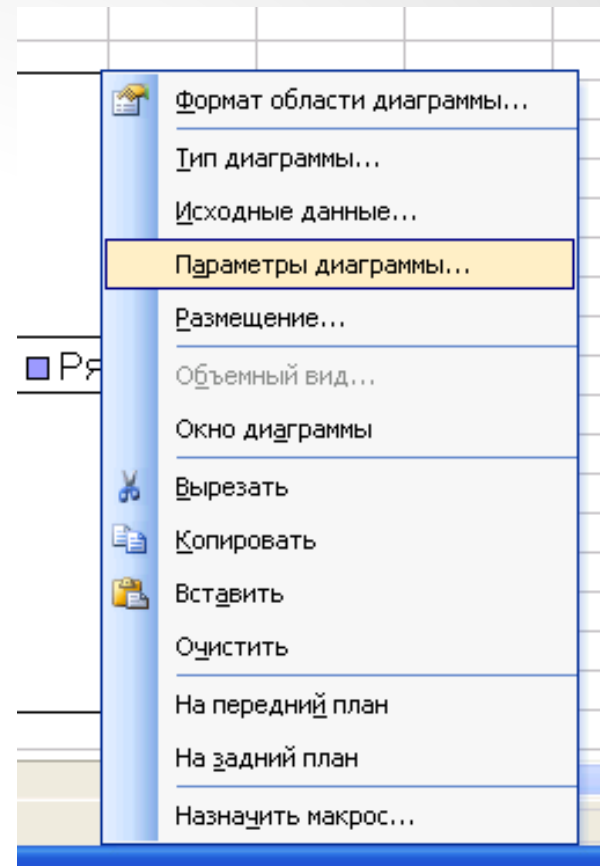 Формат области диаграммы...
Тип диаграммы...
Исходные данные...
Параметры диаграммы...
Размещение...
Ря
Объемный вид...
Окно диаграммы
Вырезать
Копировать
Вставить
Очистить
На передний план
На задний план
Назначить макрос...